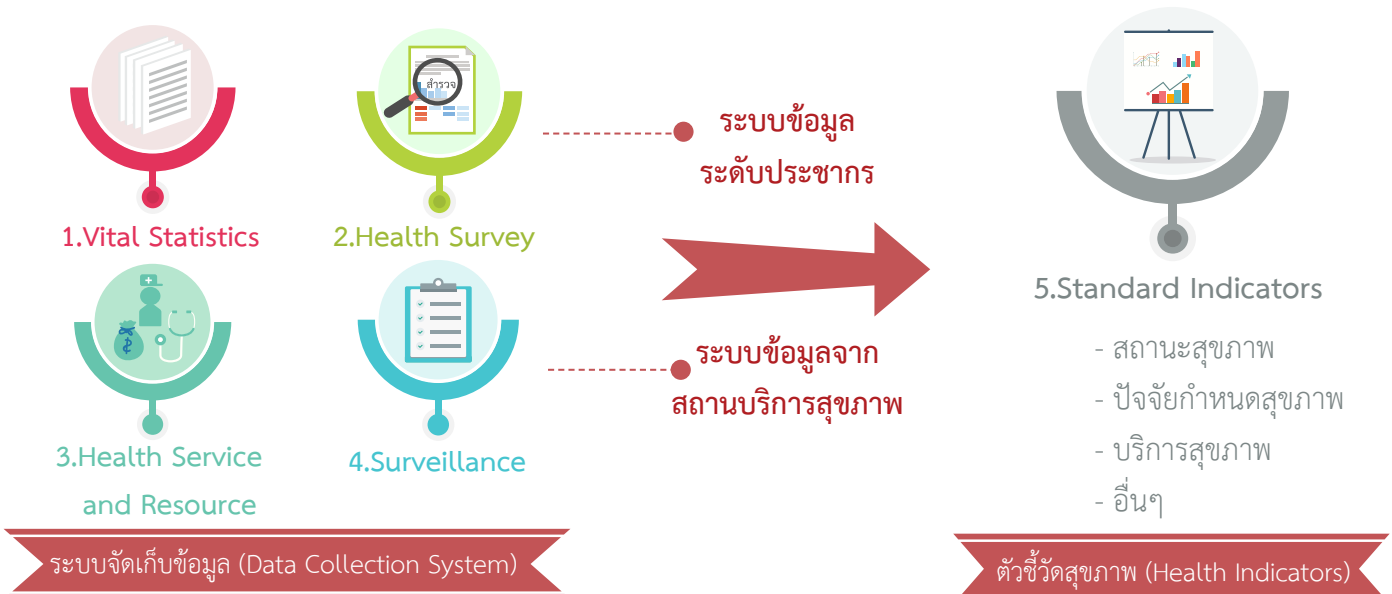 สำรวจ
1.Vital Statistics
2.Health Survey
3.Health Service
and Resource
4.Surveillance
ระบบจัดเก็บข้อมูล (Data Collection System)
ระบบข้อมูล
ระดับประชากร
ระบบข้อมูลจาก
สถานบริการสุขภาพ
5.Standard Indicators
- สถานะสุขภาพ
- ปัจจัยกำหนดสุขภาพ
- บริการสุขภาพ
- อื่นๆ
ตัวชี้วัดสุขภาพ (Health Indicators)